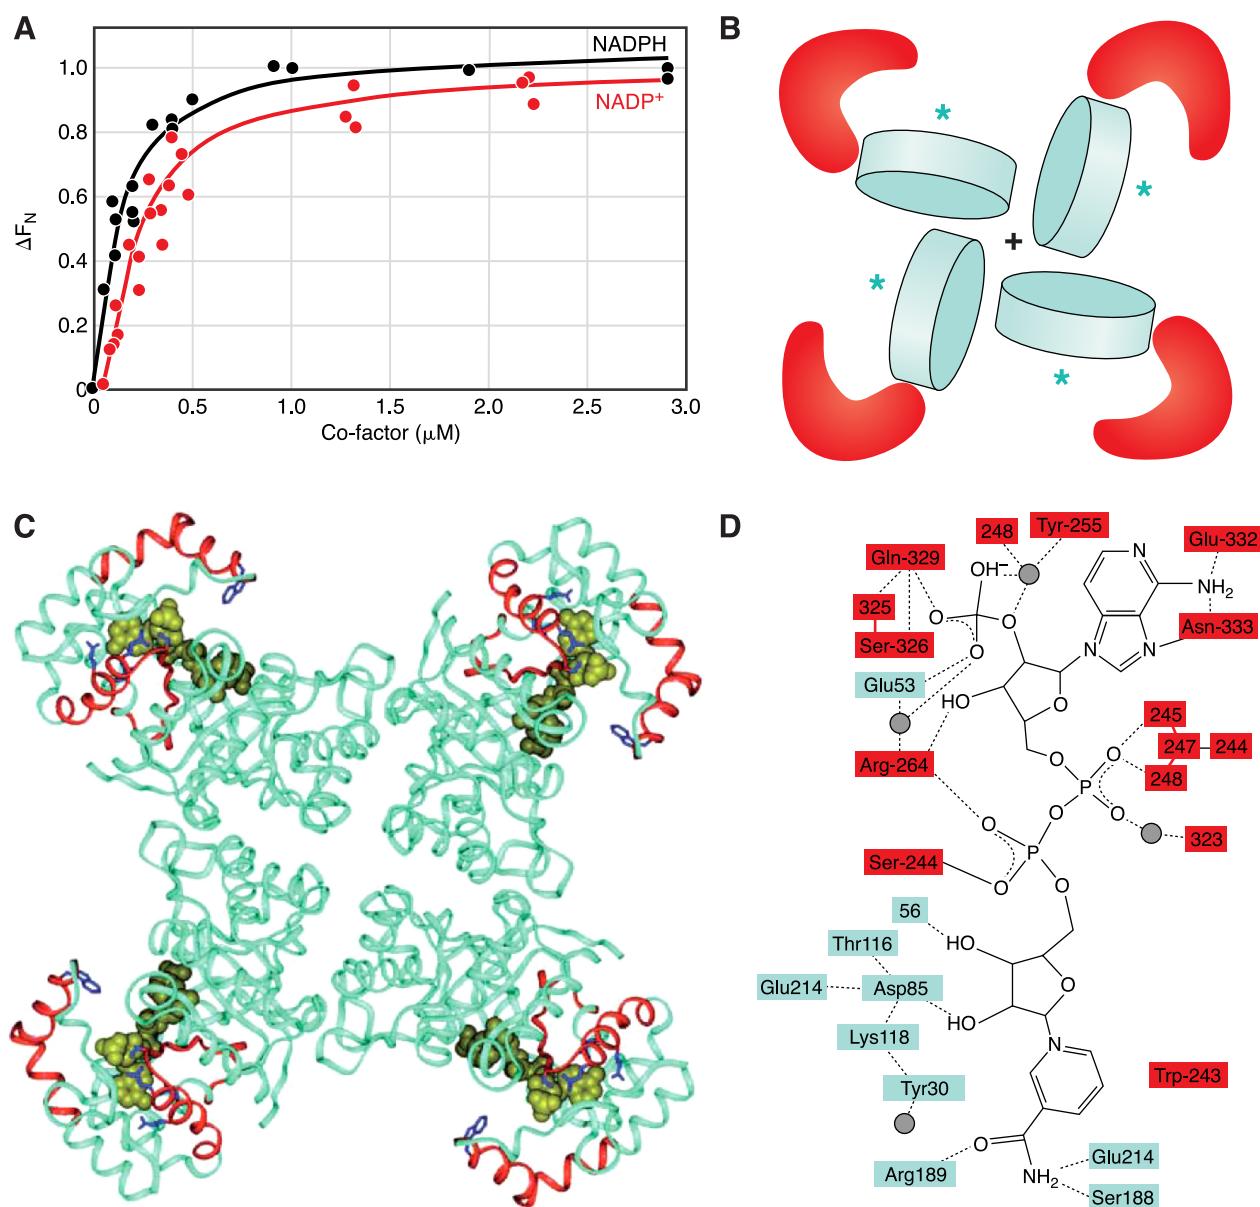 A
NADPH
NADP+
1.0
0.8
0.6
0.4
0.2
0
ΔFN
0
0.5
1.0
1.5
2.0
2.5
3.0
Co-factor (μM)
B
*
*
+
*
*
C
D
248
Tyr-255
Gln-329
Glu-332
OH−
N
325
NH2
O
O
Ser-326
Asn-333
N
N
O
Glu53
HO
O
245
247
244
Arg-264
O
O
248
P
O
O
O
323
P
Ser-244
O
O
56
HO
Thr116
Glu214
Asp85
O
HO
Lys118
N
Trp-243
Tyr30
O
Glu214
Arg189
NH2
Ser188